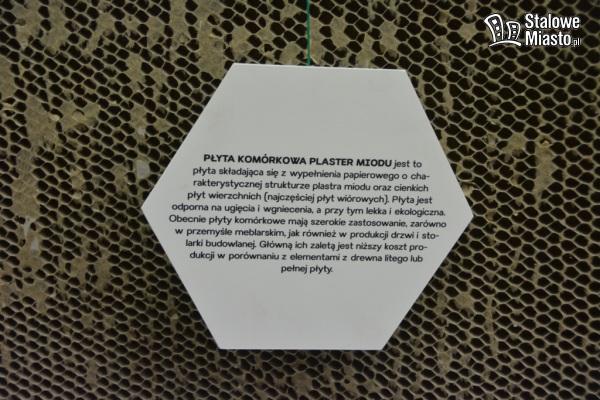 Stalowe
Miasto.pl
PŁYTA KOMÓRKOWA PLASTER MIODU jest to
płyta składająca się z wypełnienia papierowego o cha-
rakterystycznej strukturze plastra miodu oraz cienkich
płyt wierzchnich (najczęściej płyt wiórowych). Płyta jest
odporna na ugięcia i wgniecenia, a przy tym lekka i ekologiczna.
Obecnie płyty komórkowe mają szerokie zastosowanie, zarówno
w przemyśle meblarskim, jak również w produkcji drzwi i sto-
larki budowlanej. Główną ich zaletą jest niższy koszt pro-
dukcji w porównaniu z elementami z drewna litego lub
pełnej płyty.